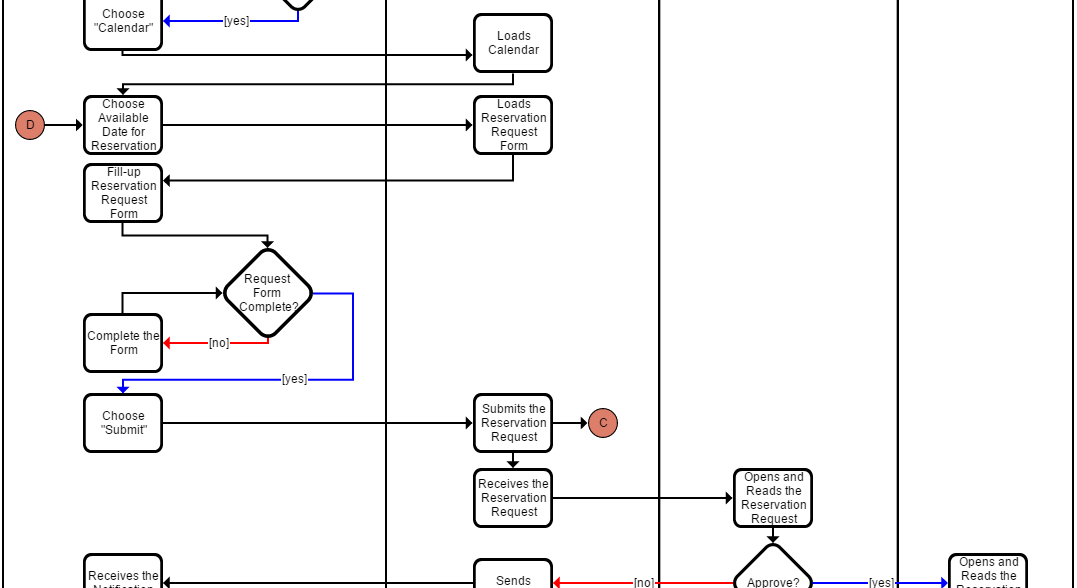 Choose
"Calendar"
[yes]
Loads
Calendar
D
Choose
Available
Date for
Reservation
Loads
Reservation
Request
Form
Fill-up
Reservation
Request
Form
Request
Form
Complete?
Complete the
Form
[no]
[yes]
Choose
"Submit"
Submits the
Reservation
Request
C
Receives the
Reservation
Request
Opens and
Reads the
Reservation
Request
Receives the
Notification
Sends
[no]
Approve?
[yes]
Opens and
Reads the
Reservation